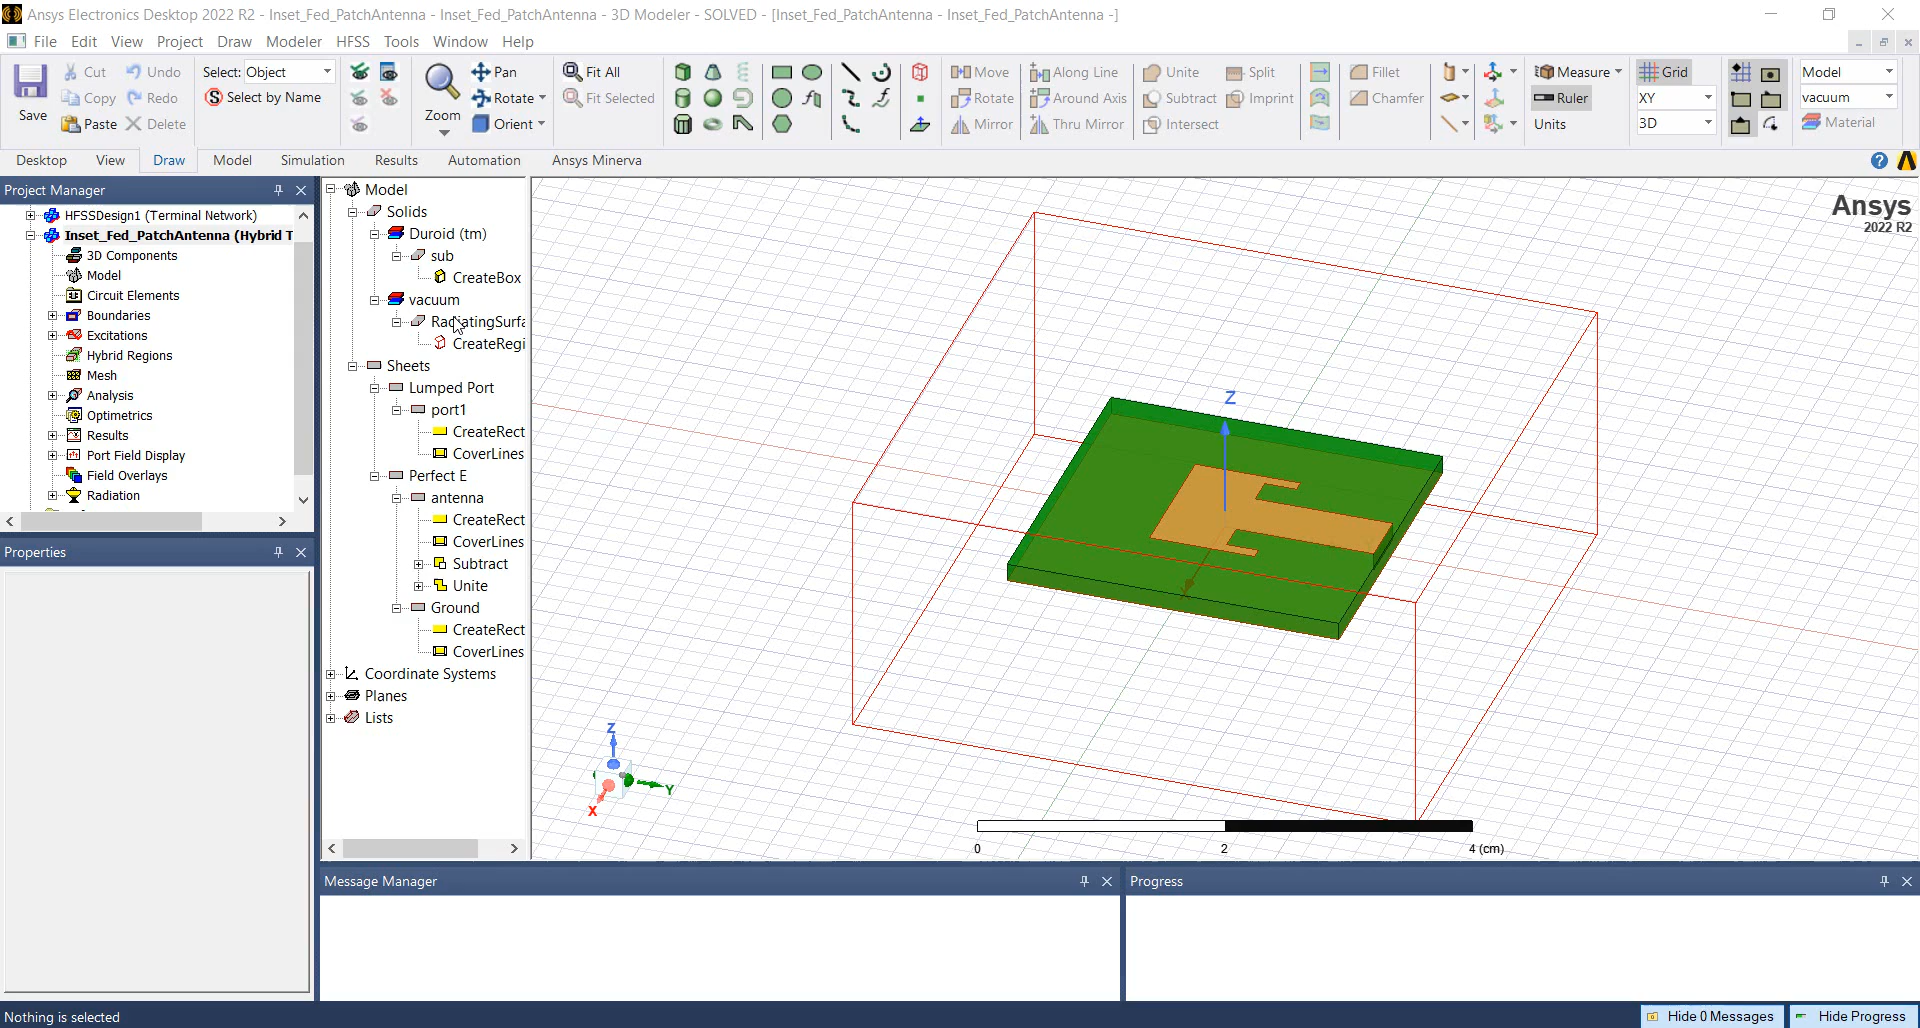 Ansys Electronics Desktop 2022 R2 - Inset_Fed_PatchAntenna - Inset_Fed_PatchAntenna - 3D Modeler - SOLVED - [Inset_Fed_PatchAntenna - Inset_Fed_PatchAntenna -]
File Edit View Project Draw Modeler HFSS Tools Window Help
Save
Cut
Copy
Paste
Undo
Redo
Delete
Select: Object
Select by Name
Zoom
Pan
Rotate
Orient
Fit All
Fit Selected
Move
Rotate
Mirror
Along Line
Around Axis
Thru Mirror
Unite
Subtract
Intersect
Split
Imprint
Fillet
Chamfer
Measure
Ruler
Units
Grid
XY
3D
Model
vacuum
Material
Desktop View Draw Model Simulation Results Automation Ansys Minerva
Project Manager
HFSSDesign1 (Terminal Network)
Inset_Fed_PatchAntenna (Hybrid T
3D Components
Model
Circuit Elements
Boundaries
Excitations
Hybrid Regions
Mesh
Analysis
Optimetrics
Results
Port Field Display
Field Overlays
Radiation
Properties
Model
Solids
Duroid (tm)
sub
CreateBox
vacuum
RadiatingSurfa
CreateRegi
Sheets
Lumped Port
port1
CreateRect
CoverLines
Perfect E
antenna
CreateRect
CoverLines
Subtract
Unite
Ground
CreateRect
CoverLines
Coordinate Systems
Planes
Lists
Ansys
2022 R2
Z
Z
Y
X
0 2 4 (cm)
Message Manager
Progress
Nothing is selected
Hide 0 Messages
Hide Progress